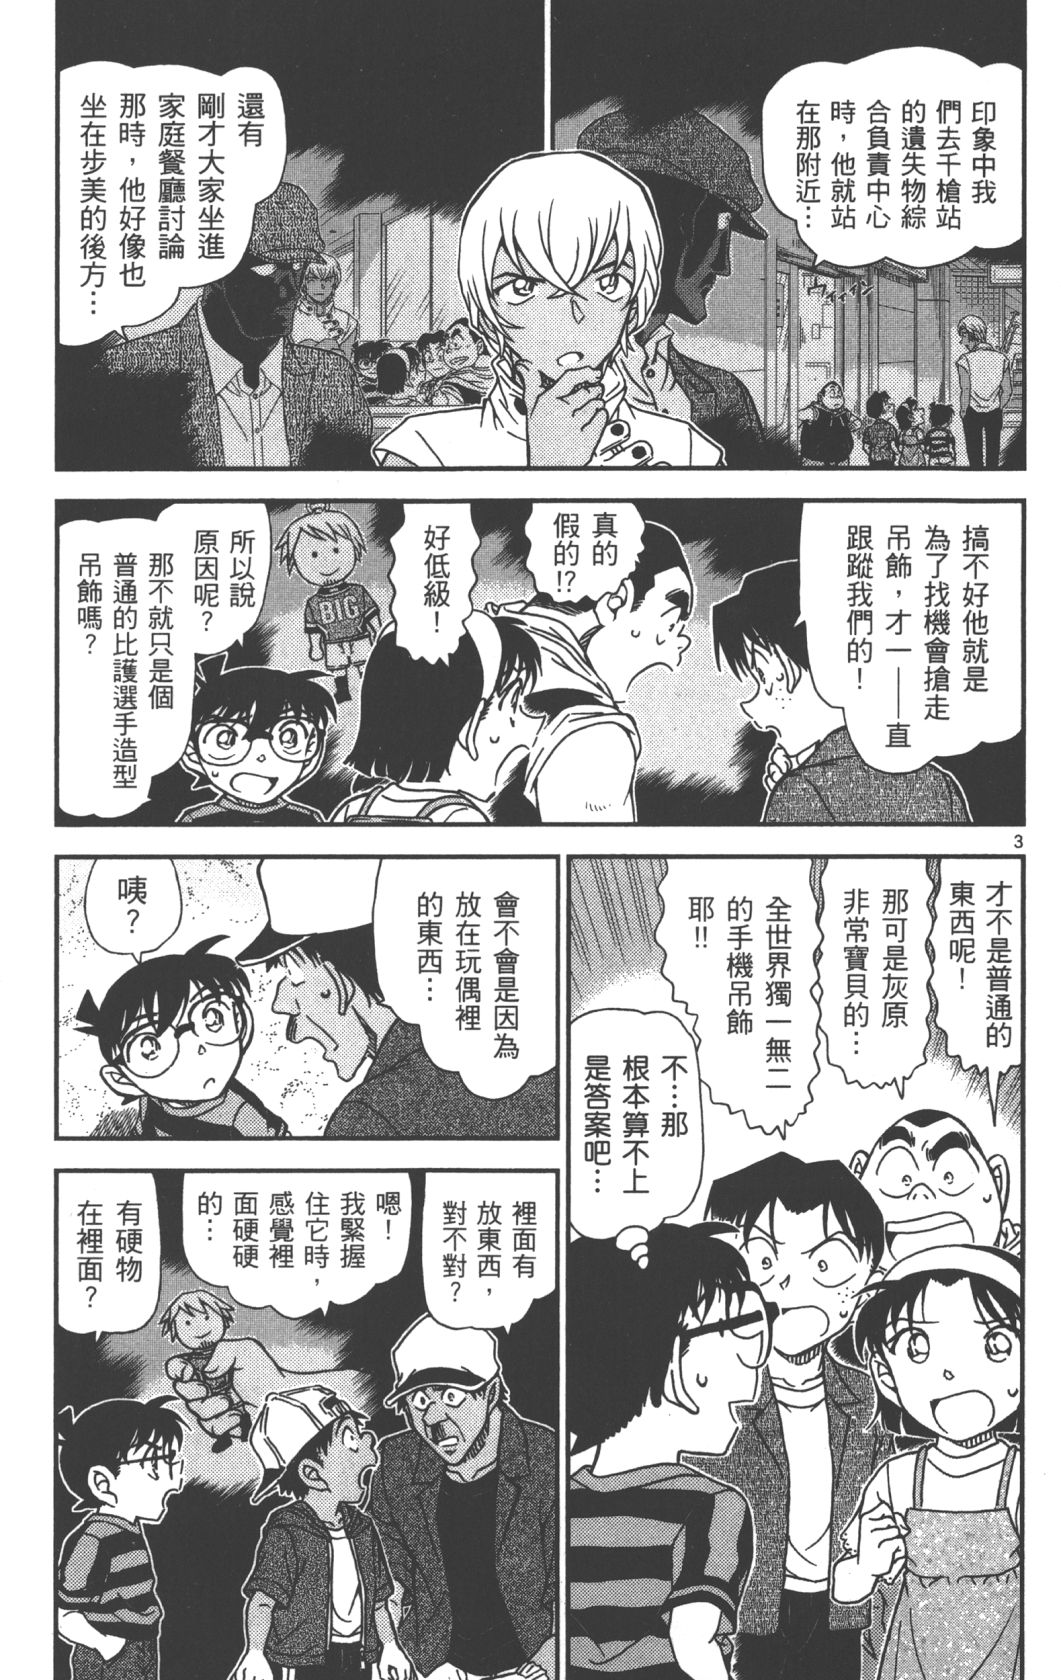 印象中我
們去千槍站
的遺失物綜
合負責中心
時，他就站
在那附近…
ウィイィン
還有
剛才大家坐進
家庭餐廳討論
那時，他好像也
坐在步美的後方…
搞不好他就是
為了找機會搶走
吊飾，才一——直
跟蹤我們的！
真的
假的!?
好低級！
BIG
所以說
原因呢？
那不就只是個
普通的比護選手造型
吊飾嗎？
3
才不是普通的
東西呢！
那可是灰原
非常寶貝的…
全世界獨一無二
的手機吊飾
耶!!
不…那
根本算不上
是答案吧…
會不會是因為
放在玩偶裡
的東西…
咦？
裡面有
放東西，
對不對？
嗯！
我緊握
住它時，
感覺裡
面硬硬
的…
有硬物
在裡面？